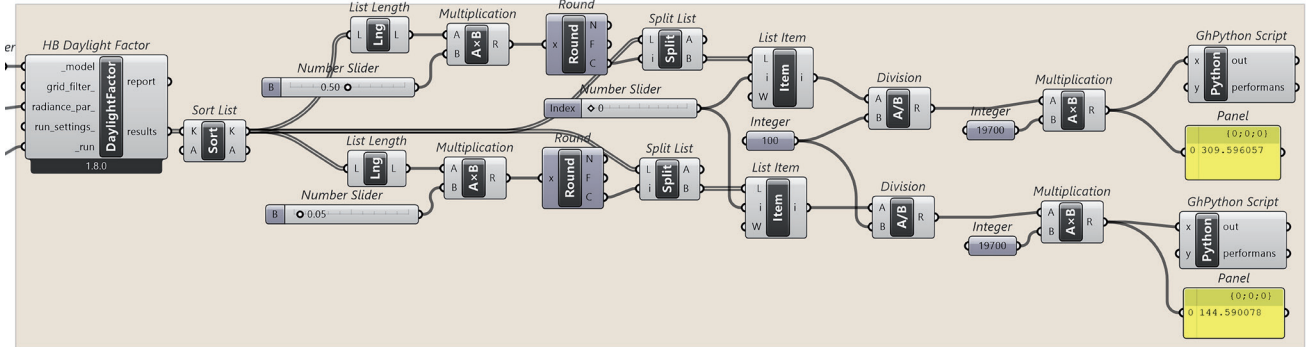 er
HB Daylight Factor
_model
grid_filter_
radiance_par_
run_settings_
_run
DaylightFactor
report
results
1.8.0
Sort List
K
A
Sort
K
A
List Length
L
Lng
L
Multiplication
A
B
A×B
R
Number Slider
B
0.50
Round
x
Round
N
F
C
Split List
L
i
Split
A
B
Number Slider
Index
0
List Item
L
i
W
Item
i
Integer
100
Division
A
B
A/B
R
Integer
19700
Multiplication
A
B
A×B
R
GhPython Script
x
y
Python
out
performans
Panel
{0;0;0}
0 309.596057
List Length
L
Lng
L
Multiplication
A
B
A×B
R
Number Slider
B
0.05
Round
x
Round
N
F
C
Split List
L
i
Split
A
B
List Item
L
i
W
Item
i
Division
A
B
A/B
R
Integer
19700
Multiplication
A
B
A×B
R
GhPython Script
x
y
Python
out
performans
Panel
{0;0;0}
0 144.590078